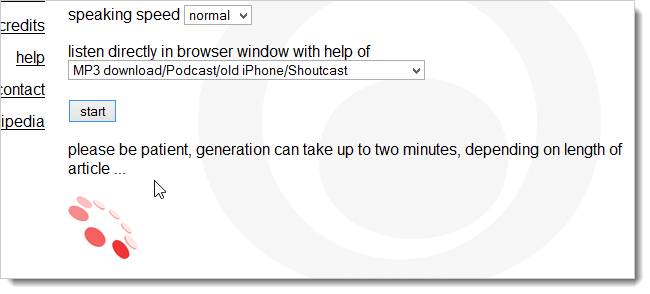 credits
help
contact
ipedia
speaking speed normal
listen directly in browser window with help of
MP3 download/Podcast/old iPhone/Shoutcast
start
please be patient, generation can take up to two minutes, depending on length of
article ...